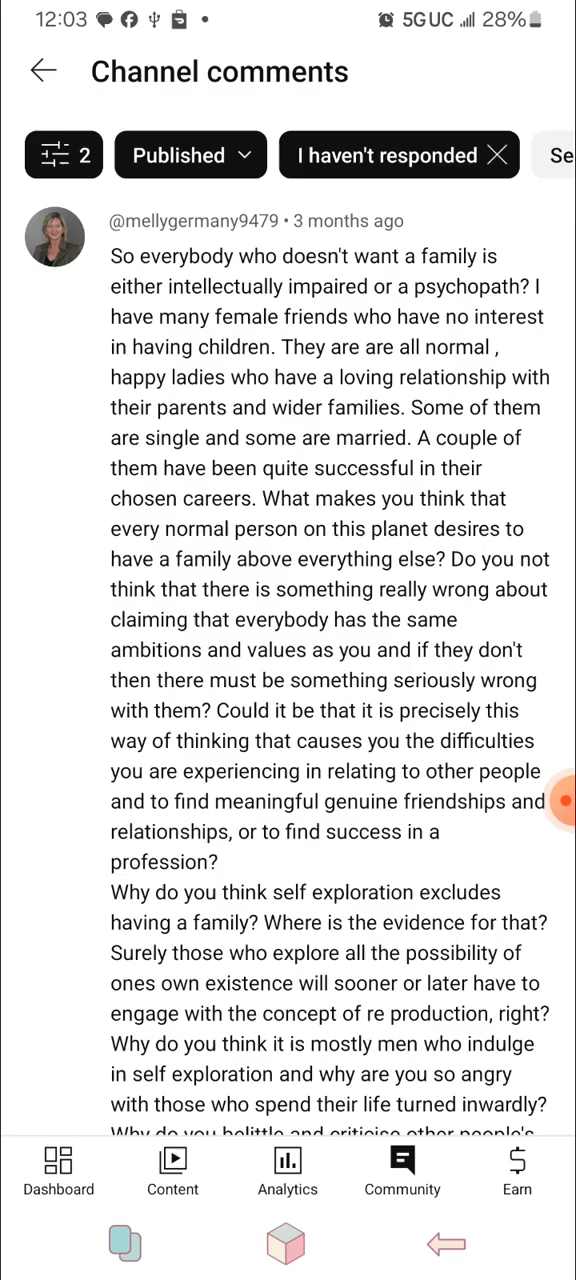 12:03
5G UC
28%
Channel comments
2
Published
I haven't responded
Se
@mellygermany9479 • 3 months ago
So everybody who doesn't want a family is
either intellectually impaired or a psychopath? I
have many female friends who have no interest
in having children. They are are all normal ,
happy ladies who have a loving relationship with
their parents and wider families. Some of them
are single and some are married. A couple of
them have been quite successful in their
chosen careers. What makes you think that
every normal person on this planet desires to
have a family above everything else? Do you not
think that there is something really wrong about
claiming that everybody has the same
ambitions and values as you and if they don't
then there must be something seriously wrong
with them? Could it be that it is precisely this
way of thinking that causes you the difficulties
you are experiencing in relating to other people
and to find meaningful genuine friendships and
relationships, or to find success in a
profession?
Why do you think self exploration excludes
having a family? Where is the evidence for that?
Surely those who explore all the possibility of
ones own existence will sooner or later have to
engage with the concept of re production, right?
Why do you think it is mostly men who indulge
in self exploration and why are you so angry
with those who spend their life turned inwardly?
Why do you belittle and criticise other people's
Dashboard
Content
Analytics
Community
Earn